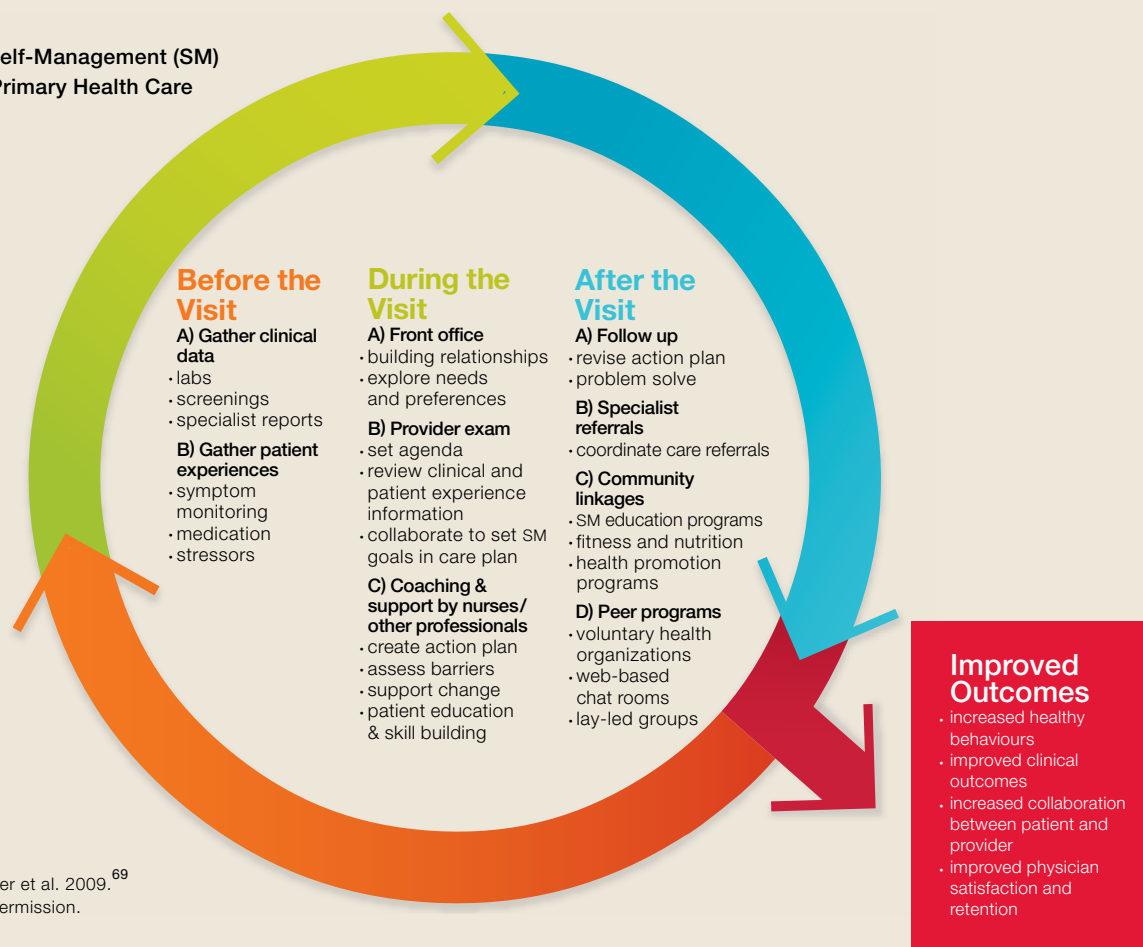 elf-Management (SM)
Primary Health Care
Before the
Visit
A) Gather clinical
data
· labs
· screenings
· specialist reports
B) Gather patient
experiences
· symptom
monitoring
· medication
· stressors
During the
Visit
A) Front office
· building relationships
· explore needs
and preferences
B) Provider exam
· set agenda
· review clinical and
patient experience
information
· collaborate to set SM
goals in care plan
C) Coaching &
support by nurses/
other professionals
· create action plan
· assess barriers
· support change
· patient education
& skill building
After the
Visit
A) Follow up
· revise action plan
· problem solve
B) Specialist
referrals
· coordinate care referrals
C) Community
linkages
· SM education programs
· fitness and nutrition
· health promotion
programs
D) Peer programs
· voluntary health
organizations
· web-based
chat rooms
· lay-led groups
Improved
Outcomes
· increased healthy
behaviours
· improved clinical
outcomes
· increased collaboration
between patient and
provider
· improved physician
satisfaction and
retention
er et al. 2009.69
ermission.